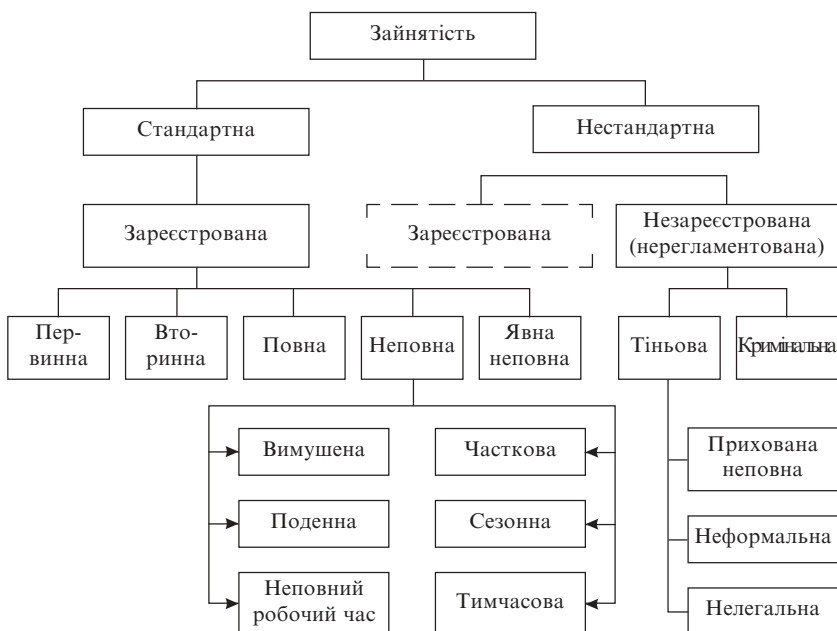 Зайнятість
Стандартна
Нестандартна
Зареєстрована
Зареєстрована
Незареєстрована
(нерегламентована)
Пер-
винна
Вто-
ринна
Повна
Неповна
Явна
неповна
Тіньова
Кримінальна
Вимушена
Часткова
Прихована
неповна
Поденна
Сезонна
Неформальна
Неповний
робочий час
Тимчасова
Нелегальна